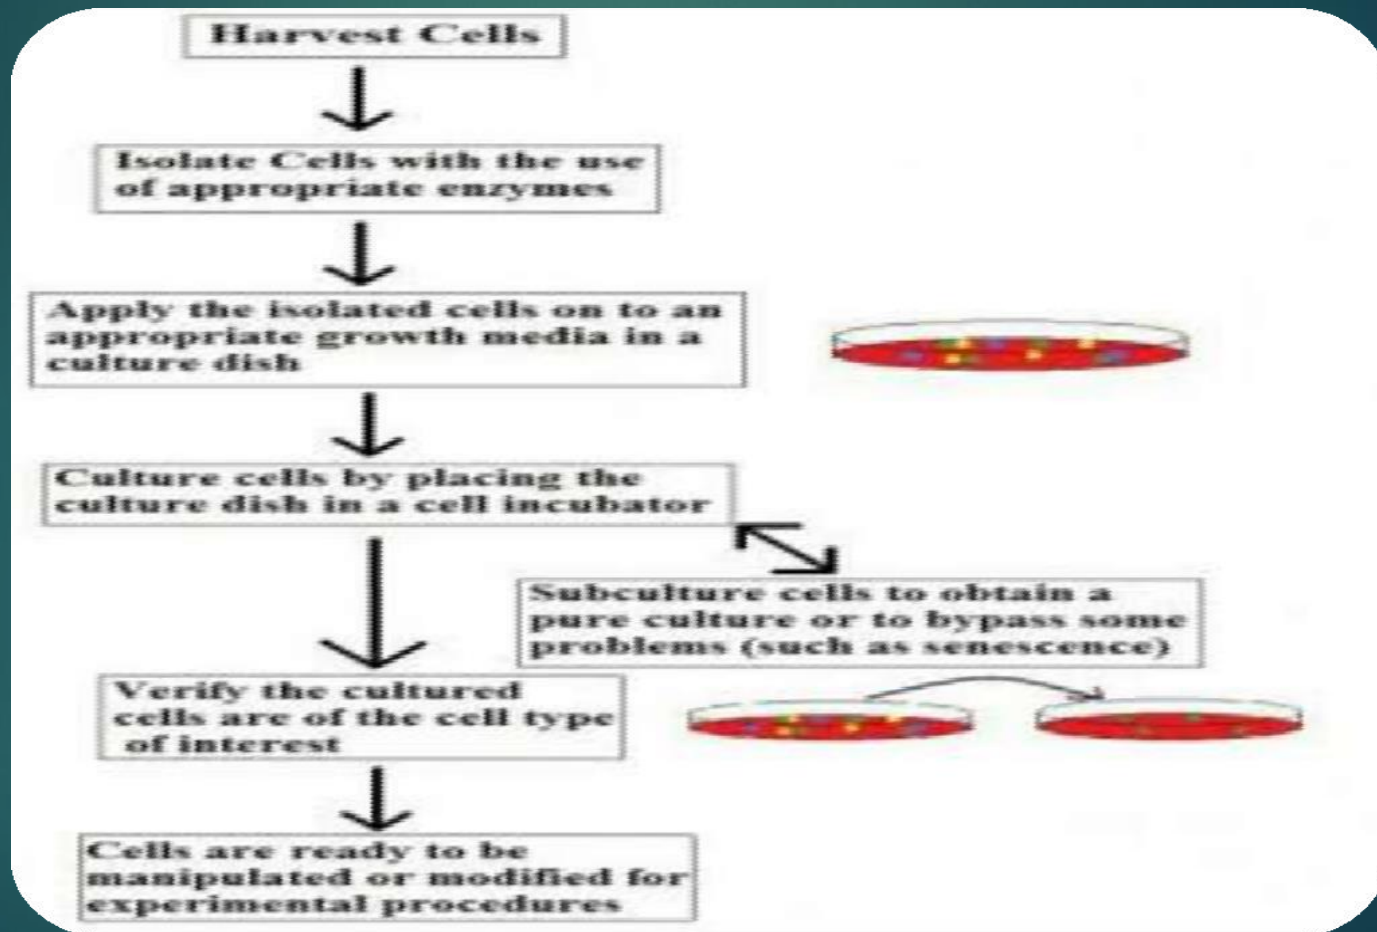 Harvest Cells
Isolate Cells with the use
of appropriate enzymes
Apply the isolated cells on to an
appropriate growth media in a
culture dish
Culture cells by placing the
culture dish in a cell incubator
Subculture cells to obtain a
pure culture or to bypass some
problems (such as senescence)
Verify the cultured
cells are of the cell type
of interest
Cells are ready to be
manipulated or modified for
experimental procedures